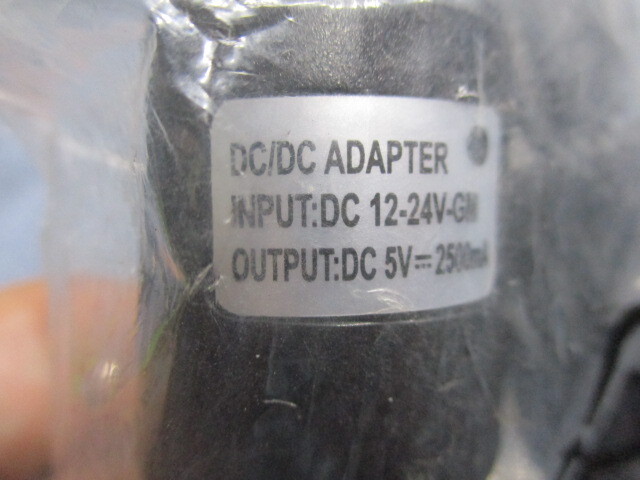 DC/DC ADAPTER
INPUT:DC 12-24V-GM
OUTPUT:DC 5V⎓2500mA